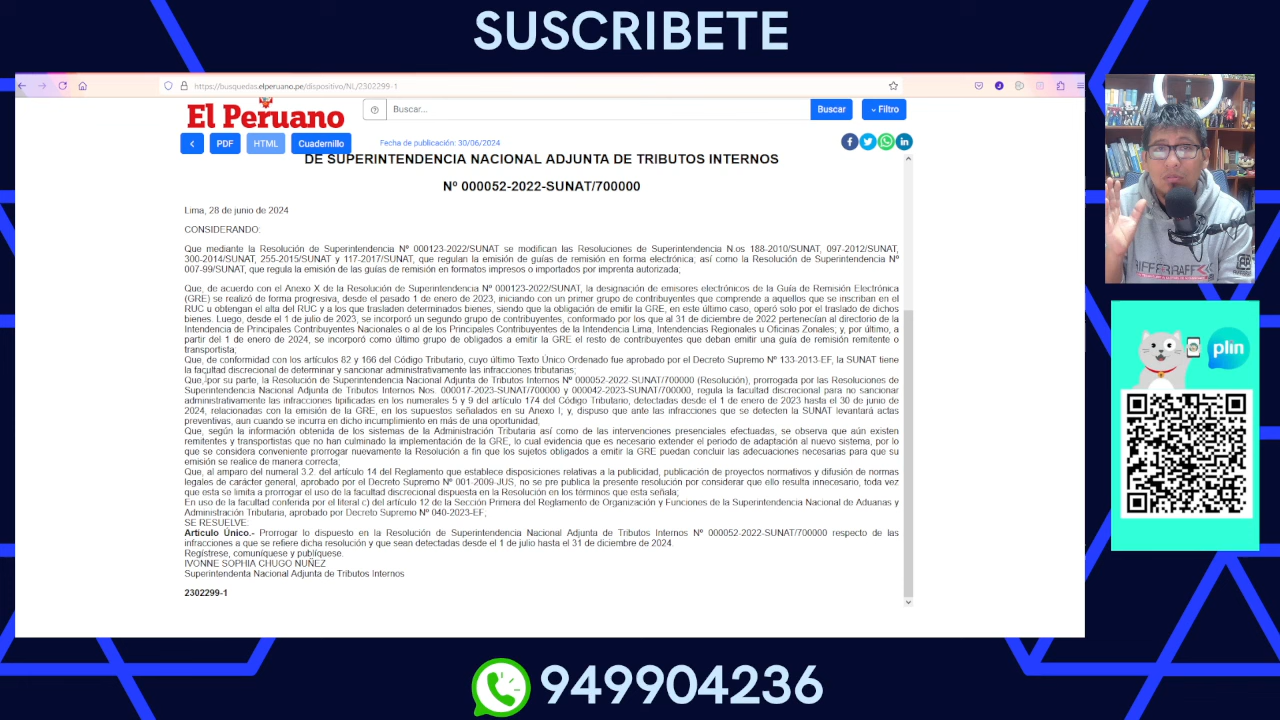 SUSCRIBETE
https://busquedas.elperuano.pe/dispositivo/NL/2302299-1
El Peruano
Buscar...
Buscar
Filtro
PDF
HTML
Cuadernillo
Fecha de publicación: 30/06/2024
DE SUPERINTENDENCIA NACIONAL ADJUNTA DE TRIBUTOS INTERNOS
Nº 000052-2022-SUNAT/700000
Lima, 28 de junio de 2024
CONSIDERANDO:
Que mediante la Resolución de Superintendencia Nº 000123-2022/SUNAT se modifican las Resoluciones de Superintendencia N.os 188-2010/SUNAT, 097-2012/SUNAT,
300-2014/SUNAT, 255-2015/SUNAT y 117-2017/SUNAT, que regulan la emisión de guías de remisión en forma electrónica; así como la Resolución de Superintendencia Nº
007-99/SUNAT, que regula la emisión de las guías de remisión en formatos impresos o importados por imprenta autorizada;
Que, de acuerdo con el Anexo X de la Resolución de Superintendencia Nº 000123-2022/SUNAT, la designación de emisores electrónicos de la Guía de Remisión Electrónica
(GRE) se realizó de forma progresiva, desde el pasado 1 de enero de 2023, iniciando con un primer grupo de contribuyentes que comprende a aquellos que se inscriban en el
RUC u obtengan el alta del RUC y a los que trasladen determinados bienes, siendo que la obligación de emitir la GRE, en este último caso, operó solo por el traslado de dichos
bienes. Luego, desde el 1 de julio de 2023, se incorporó un segundo grupo de contribuyentes, conformado por los que al 31 de diciembre de 2022 pertenecían al directorio de la
Intendencia de Principales Contribuyentes Nacionales o al de los Principales Contribuyentes de la Intendencia Lima, Intendencias Regionales u Oficinas Zonales; y, por último, a
partir del 1 de enero de 2024, se incorporó como último grupo de obligados a emitir la GRE el resto de contribuyentes que deban emitir una guía de remisión remitente o
transportista;
Que, de conformidad con los artículos 82 y 166 del Código Tributario, cuyo último Texto Único Ordenado fue aprobado por el Decreto Supremo Nº 133-2013-EF, la SUNAT tiene
la facultad discrecional de determinar y sancionar administrativamente las infracciones tributarias;
Que, por su parte, la Resolución de Superintendencia Nacional Adjunta de Tributos Internos Nº 000052-2022-SUNAT/700000 (Resolución), prorrogada por las Resoluciones de
Superintendencia Nacional Adjunta de Tributos Internos Nos. 000017-2023-SUNAT/700000 y 000042-2023-SUNAT/700000, regula la facultad discrecional para no sancionar
administrativamente las infracciones tipificadas en los numerales 5 y 9 del artículo 174 del Código Tributario, detectadas desde el 1 de enero de 2023 hasta el 30 de junio de
2024, relacionadas con la emisión de la GRE, en los supuestos señalados en su Anexo I, y, dispuso que ante las infracciones que se detecten la SUNAT levantará actas
preventivas, aun cuando se incurra en dicho incumplimiento en más de una oportunidad;
Que, según la información obtenida de los sistemas de la Administración Tributaria así como de las intervenciones presenciales efectuadas, se observa que aún existen
remitentes y transportistas que no han culminado la implementación de la GRE, lo cual evidencia que es necesario extender el periodo de adaptación al nuevo sistema, por lo
que se considera conveniente prorrogar nuevamente la Resolución a fin que los sujetos obligados a emitir la GRE puedan concluir las adecuaciones necesarias para que su
emisión se realice de manera correcta;
Que, al amparo del numeral 3.2. del artículo 14 del Reglamento que establece disposiciones relativas a la publicidad, publicación de proyectos normativos y difusión de normas
legales de carácter general, aprobado por el Decreto Supremo Nº 001-2009-JUS, no se pre publica la presente resolución por considerar que ello resulta innecesario, toda vez
que esta se limita a prorrogar el uso de la facultad discrecional dispuesta en la Resolución en los términos que esta señala;
En uso de la facultad conferida por el literal c) del artículo 12 de la Sección Primera del Reglamento de Organización y Funciones de la Superintendencia Nacional de Aduanas y
Administración Tributaria, aprobado por Decreto Supremo Nº 040-2023-EF;
SE RESUELVE:
Artículo Único.- Prorrogar lo dispuesto en la Resolución de Superintendencia Nacional Adjunta de Tributos Internos Nº 000052-2022-SUNAT/700000 respecto de las
infracciones a que se refiere dicha resolución y que sean detectadas desde el 1 de julio hasta el 31 de diciembre de 2024.
Regístrese, comuníquese y publíquese.
IVONNE SOPHIA CHUGO NUÑEZ
Superintendenta Nacional Adjunta de Tributos Internos
2302299-1
plin
949904236